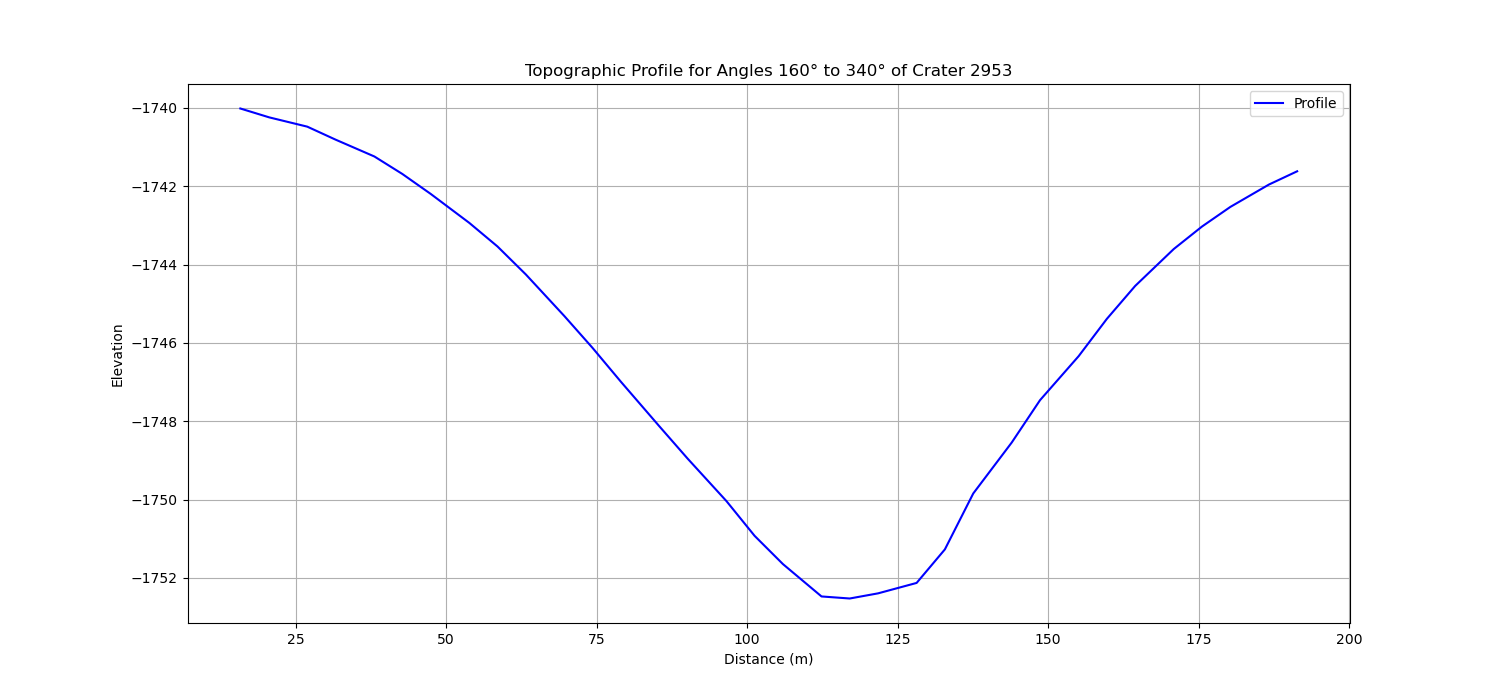 Topographic Profile for Angles 160° to 340° of Crater 2953
Profile
−1740
−1742
−1744
−1746
−1748
−1750
−1752
Elevation
25 50 75 100 125 150 175 200
Distance (m)